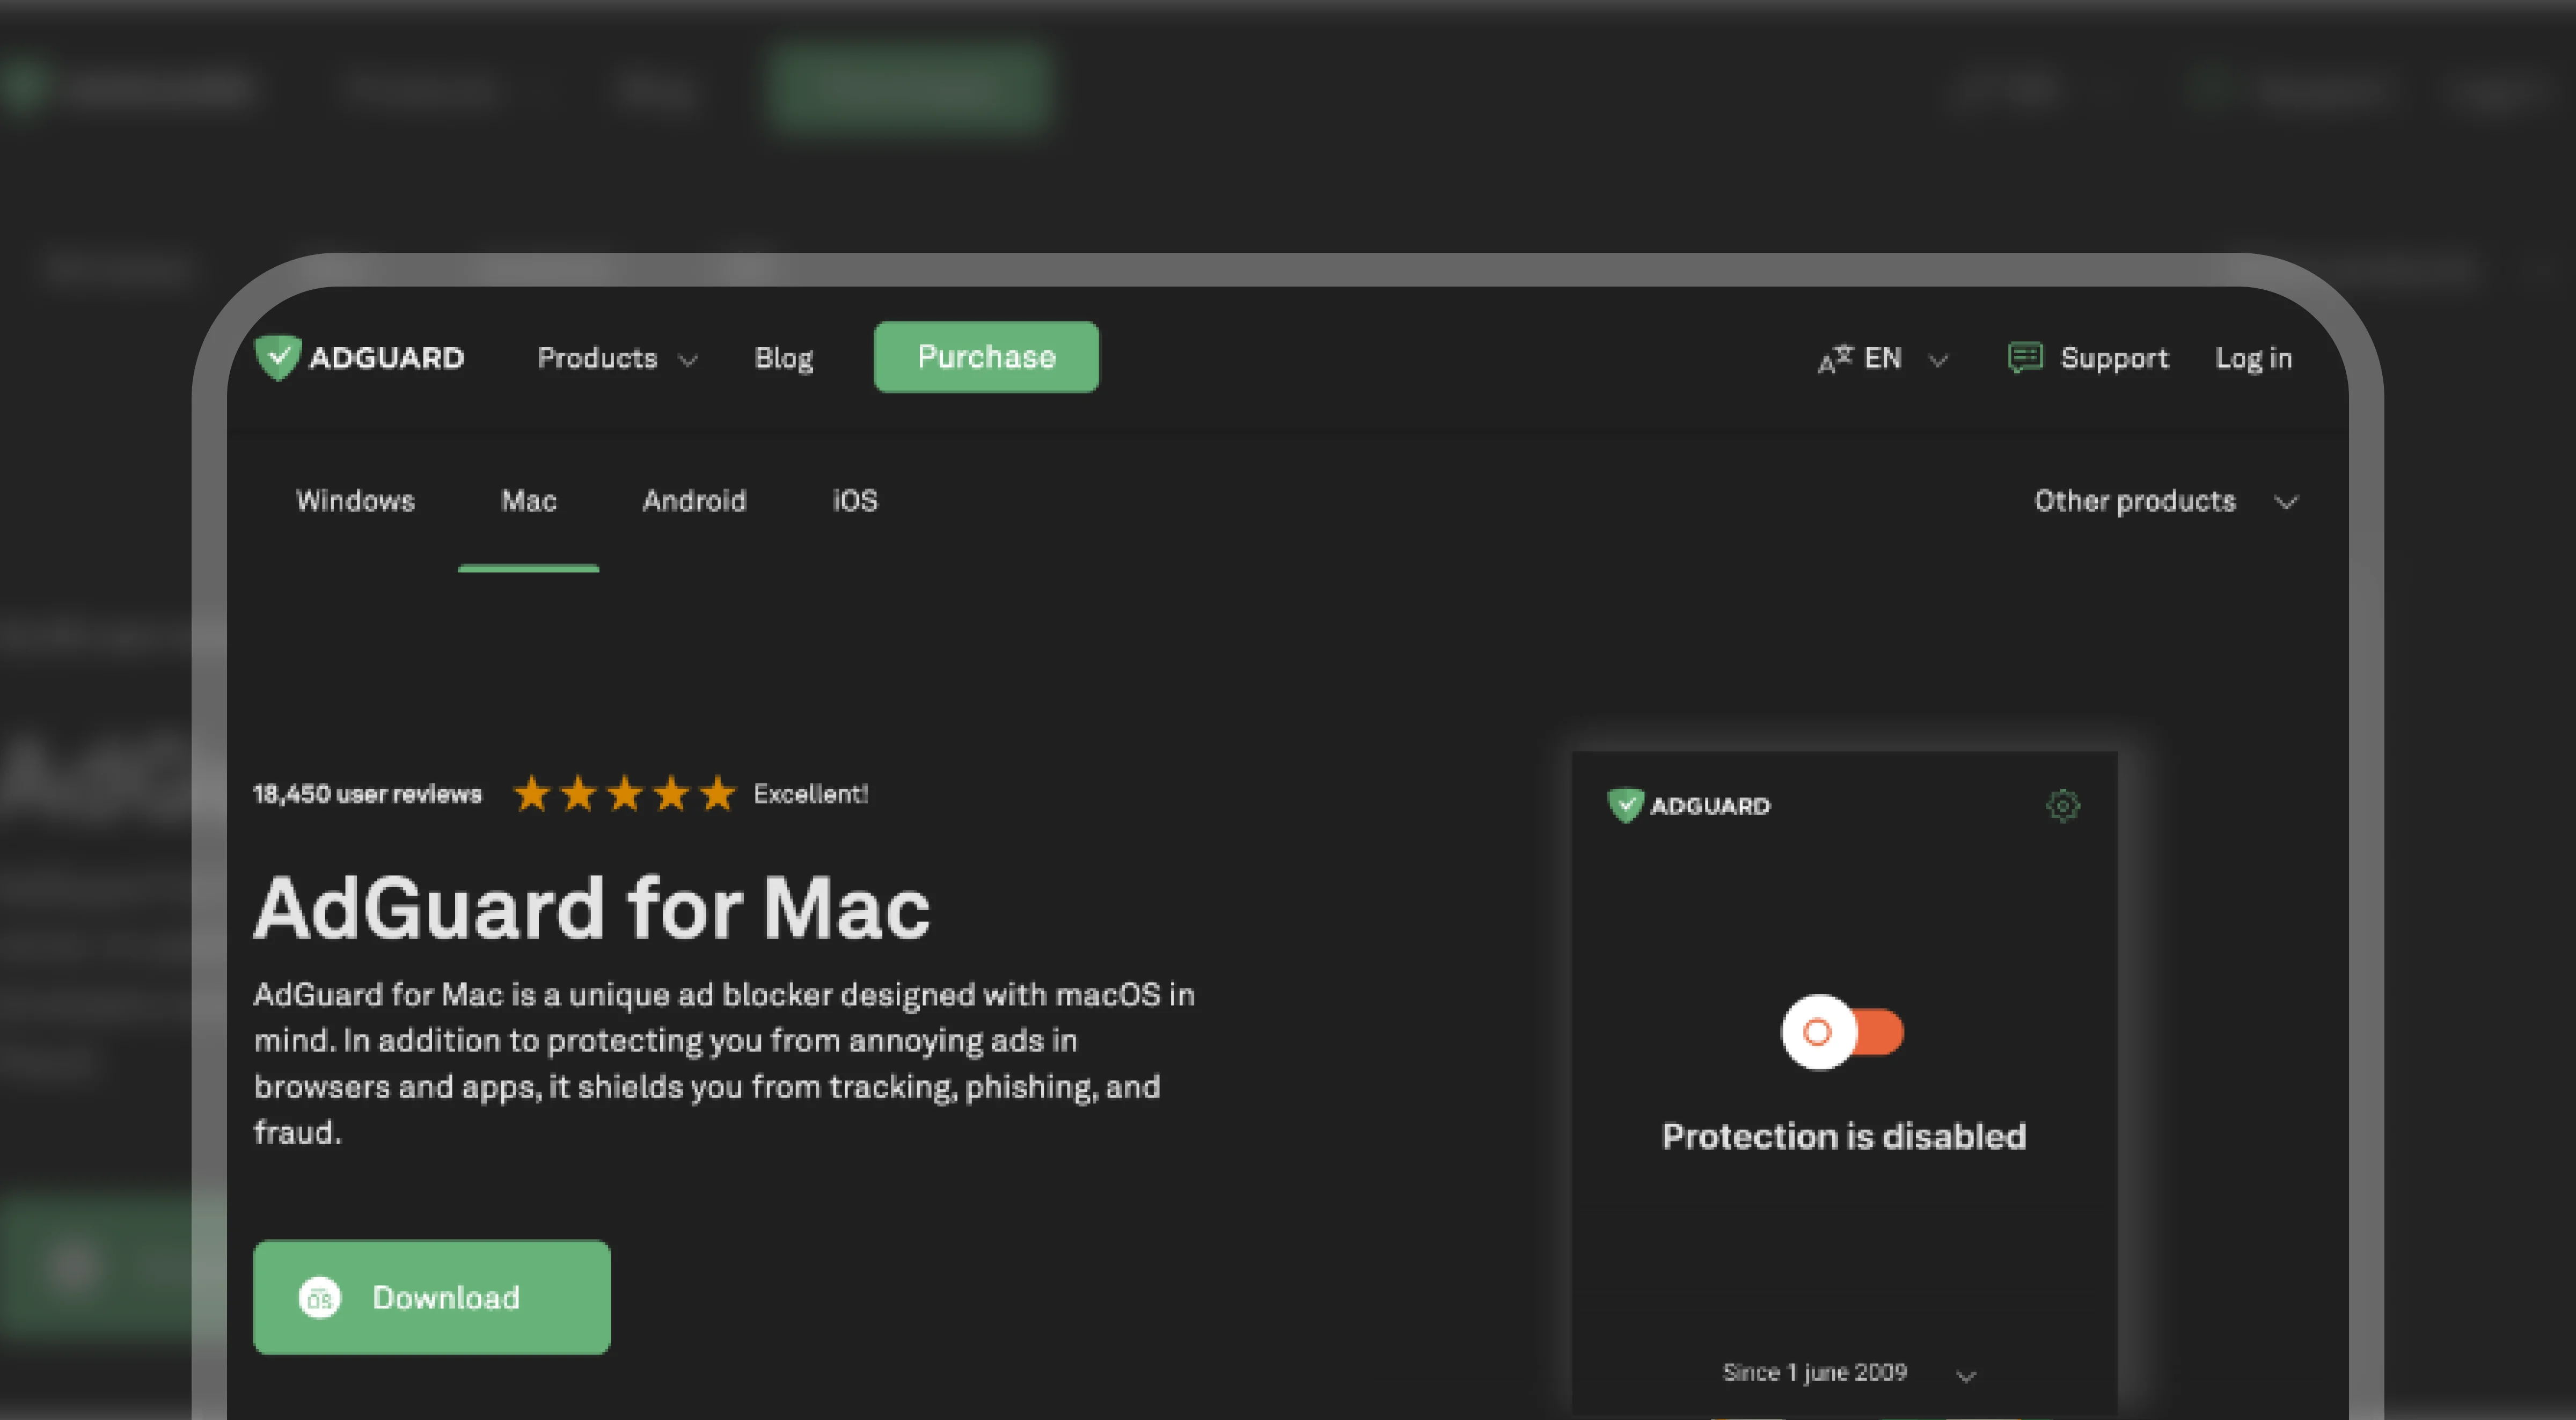 ADGUARD Products Blog Purchase EN Support Log in
Windows Mac Android iOS Other products
18,450 user reviews Excellent!
AdGuard for Mac
AdGuard for Mac is a unique ad blocker designed with macOS in
mind. In addition to protecting you from annoying ads in
browsers and apps, it shields you from tracking, phishing, and
fraud.
Download
ADGUARD
Protection is disabled
Since 1 june 2009